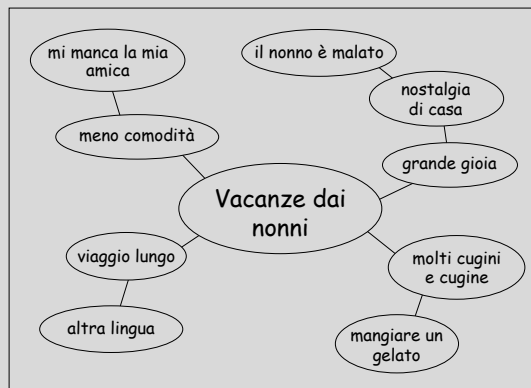 mi manca la mia
amica
il nonno è malato
nostalgia
di casa
meno comodità
grande gioia
Vacanze dai
nonni
viaggio lungo
molti cugini
e cugine
altra lingua
mangiare un
gelato